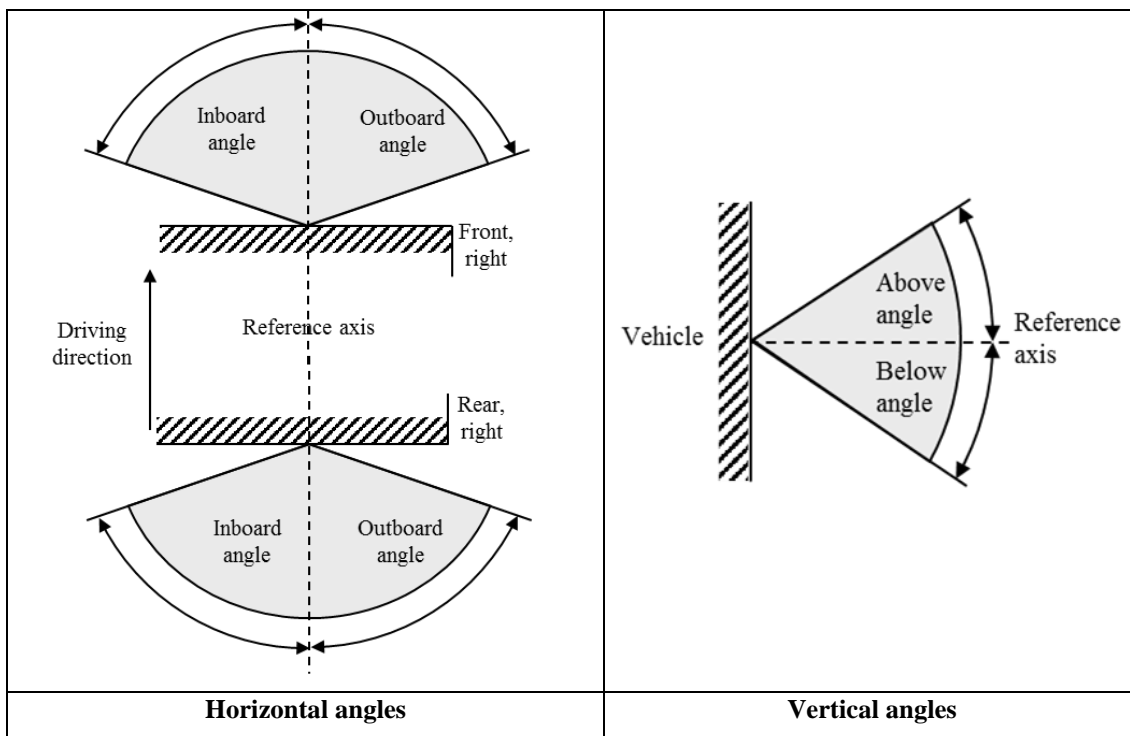 Inboard
angle
Outboard
angle
Front,
right
Driving
direction
Reference axis
Rear,
right
Inboard
angle
Outboard
angle
Horizontal angles
Vehicle
Above
angle
Below
angle
Reference
axis
Vertical angles